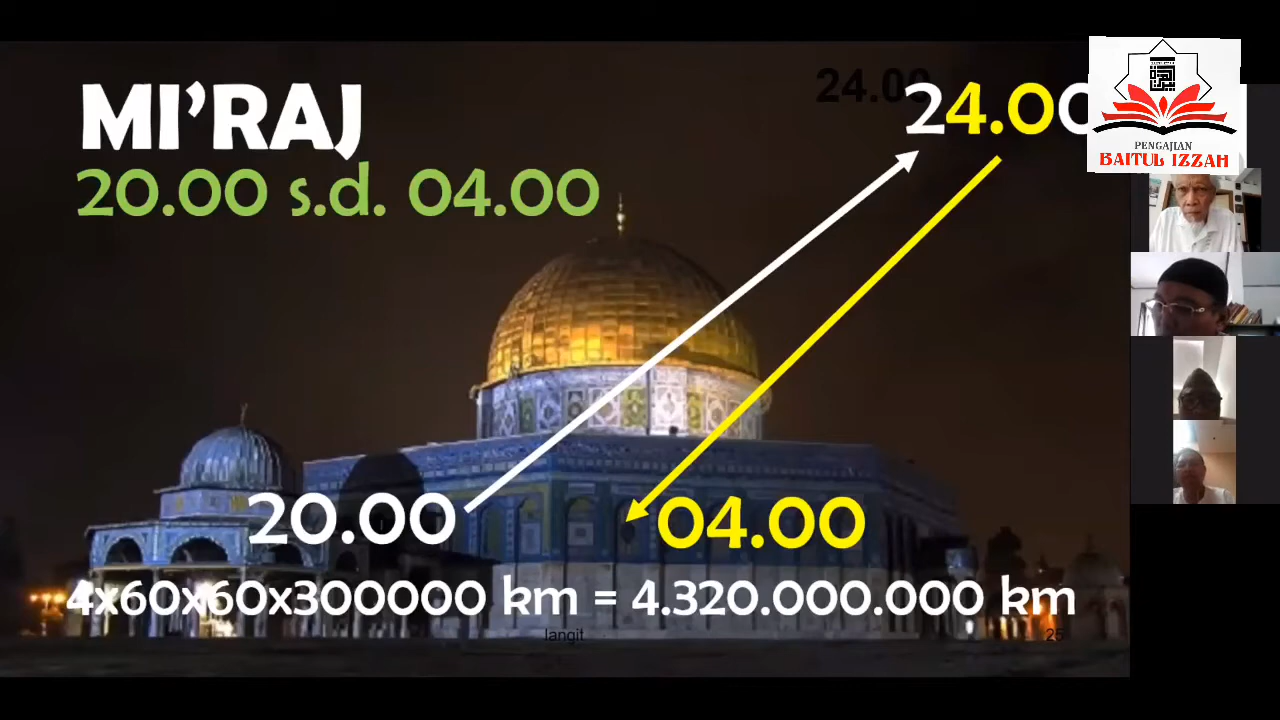 MI'RAJ
20.00 s.d. 04.00
24.00
24.00
PENGAJIAN
BAITUL IZZAH
20.00
04.00
4x60x60x300000 km = 4.320.000.000 km
langit
25